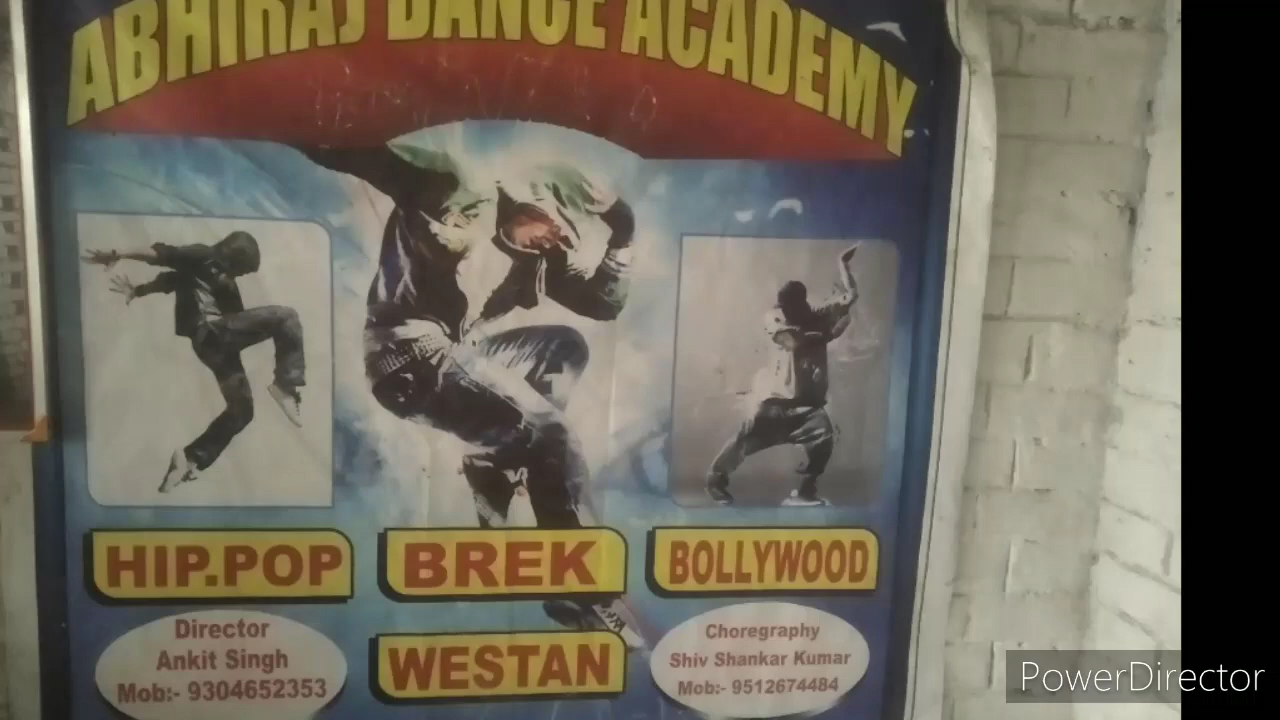 ABHIRAJ DANCE ACADEMY
HIP.POP
BREK
BOLLYWOOD
WESTAN
Director
Ankit Singh
Mob:- 9304652353
Choregraphy
Shiv Shankar Kumar
Mob:- 9512674484
PowerDirector